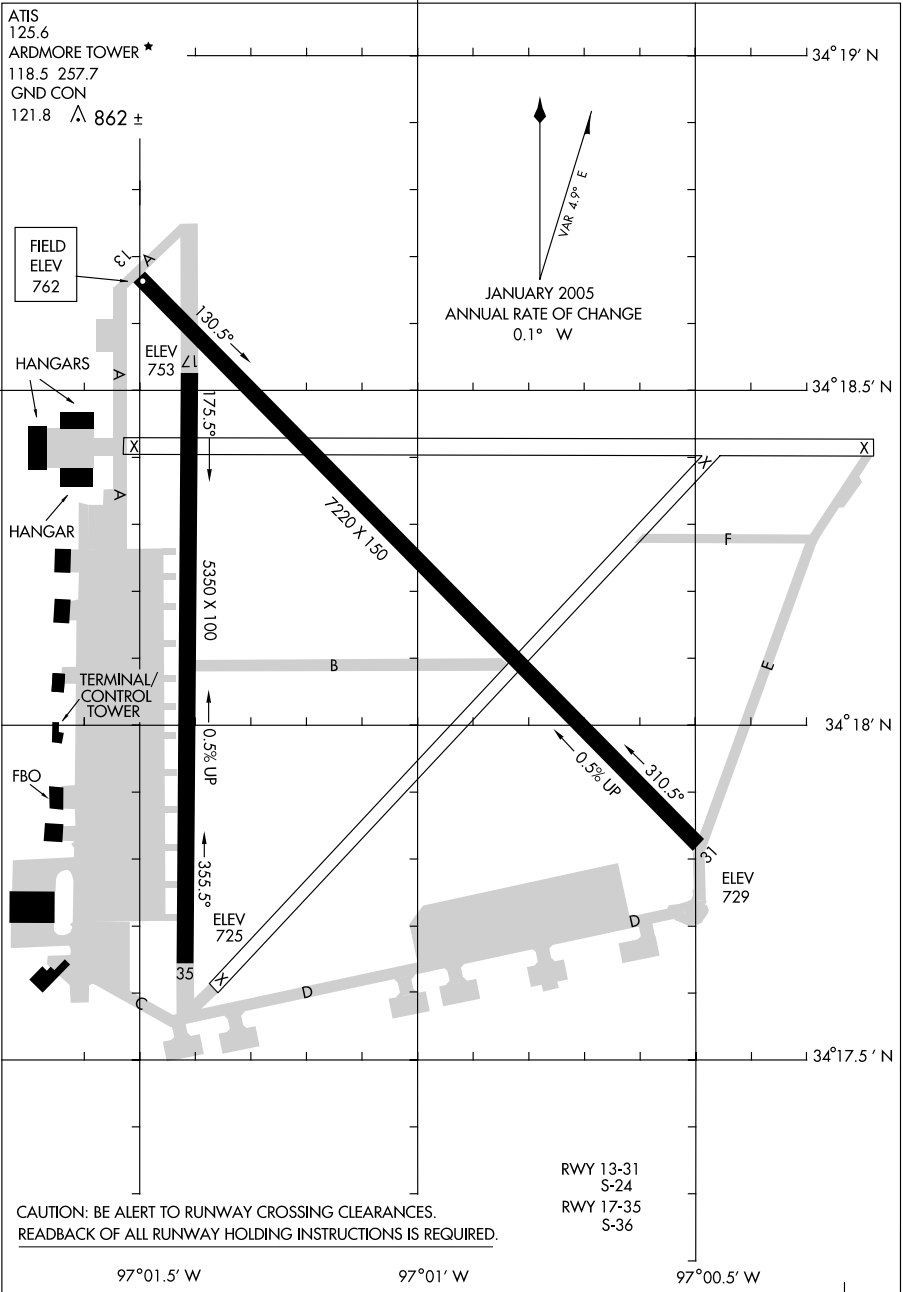 ATIS
125.6
ARDMORE TOWER ★
118.5 257.7
GND CON
121.8 862 ±
34°19' N
VAR 4.9° E
JANUARY 2005
ANNUAL RATE OF CHANGE
0.1° W
FIELD
ELEV
762
13
A
130.5°
ELEV
753
17
HANGARS
A
34°18.5' N
175.5°
X
X
X
A
HANGAR
7220 X 150
F
5350 X 100
B
E
TERMINAL/
CONTROL
TOWER
34°18' N
0.5% UP
0.5% UP
310.5°
FBO
31
355.5°
ELEV
729
ELEV
725
D
35
X
D
C
34°17.5' N
RWY 13-31
S-24
RWY 17-35
S-36
CAUTION: BE ALERT TO RUNWAY CROSSING CLEARANCES.
READBACK OF ALL RUNWAY HOLDING INSTRUCTIONS IS REQUIRED.
97°01.5' W
97°01' W
97°00.5' W